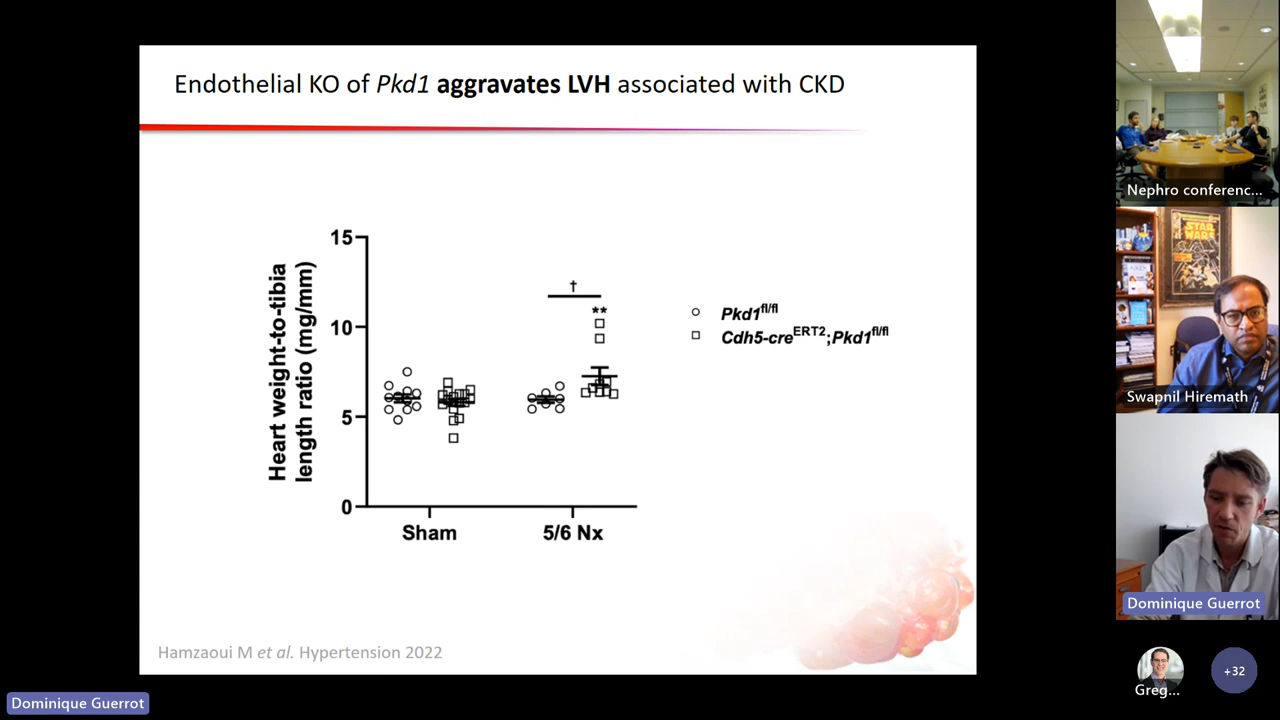 Endothelial KO of Pkd1 aggravates LVH associated with CKD
15
10
5
0
Heart weight-to-tibia
length ratio (mg/mm)
†
**
Sham
5/6 Nx
Pkd1fl/fl
Cdh5-creERT2;Pkd1fl/fl
Hamzaoui M et al. Hypertension 2022
Dominique Guerrot
Nephro conferenc...
STAR
WARS
Swapnil Hiremath
Dominique Guerrot
Greg...
+32